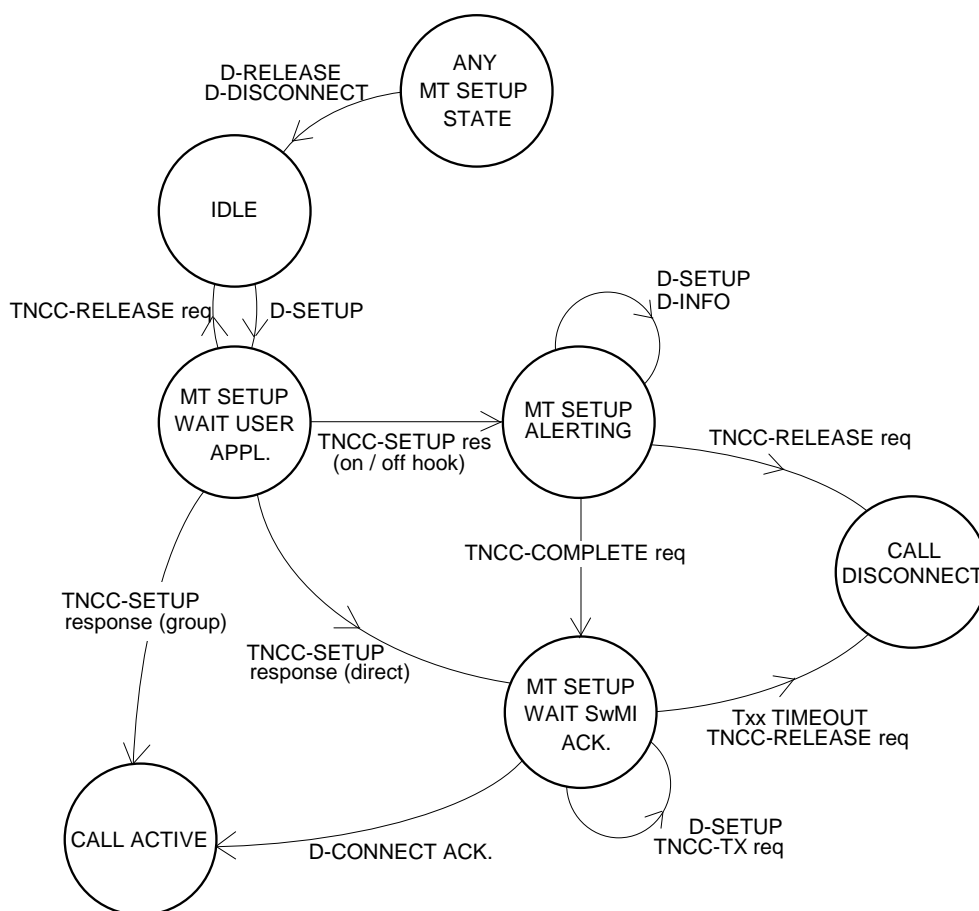 ANY
MT SETUP
STATE
D-RELEASE
D-DISCONNECT
IDLE
TNCC-RELEASE req
D-SETUP
D-SETUP
D-INFO
MT SETUP
WAIT USER
APPL.
MT SETUP
ALERTING
TNCC-SETUP res
(on / off hook)
TNCC-RELEASE req
TNCC-COMPLETE req
CALL
DISCONNECT
TNCC-SETUP
response (group)
TNCC-SETUP
response (direct)
MT SETUP
WAIT SwMI
ACK.
Txx TIMEOUT
TNCC-RELEASE req
CALL ACTIVE
D-CONNECT ACK.
D-SETUP
TNCC-TX req